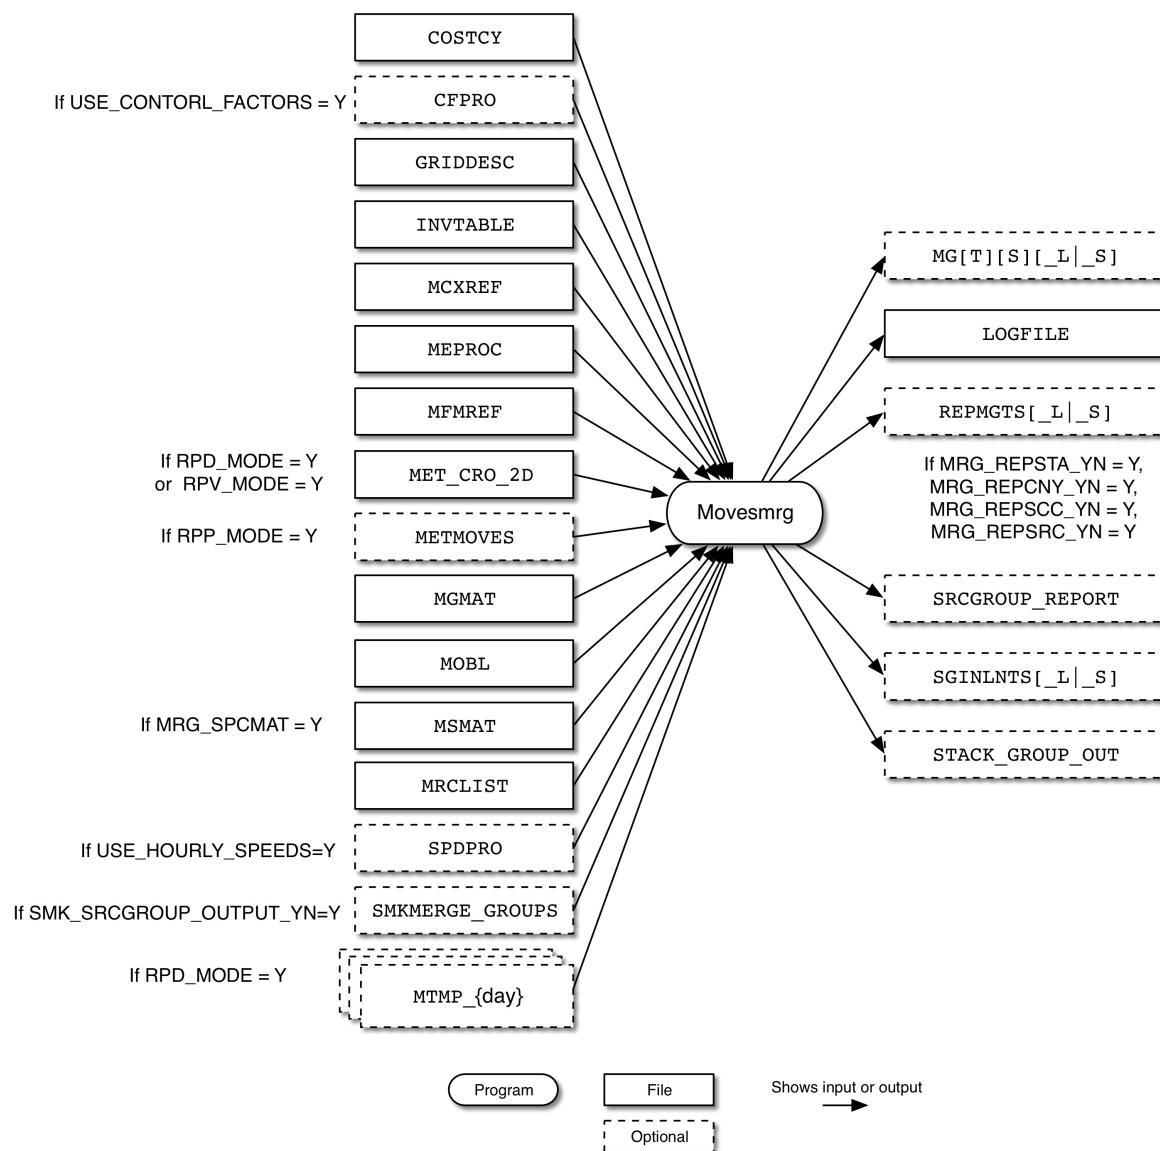 COSTCY
If USE_CONTORL_FACTORS = Y
CFPRO
GRIDDESC
INVTABLE
MCXREF
MEPROC
MFMREF
If RPD_MODE = Y
or RPV_MODE = Y
MET_CRO_2D
If RPP_MODE = Y
METMOVES
MGMAT
MOBL
If MRG_SPCMAT = Y
MSMAT
MRCLIST
If USE_HOURLY_SPEEDS=Y
SPDPRO
If SMK_SRCGROUP_OUTPUT_YN=Y
SMKMERGE_GROUPS
If RPD_MODE = Y
MTMP_{day}
Movesmrg
MG[T][S][_L|_S]
LOGFILE
REPMGTS[_L|_S]
If MRG_REPSTA_YN = Y,
MRG_REPCNY_YN = Y,
MRG_REPSCC_YN = Y,
MRG_REPSRC_YN = Y
SRCGROUP_REPORT
SGINLNTS[_L|_S]
STACK_GROUP_OUT
Program
File
Shows input or output
Optional